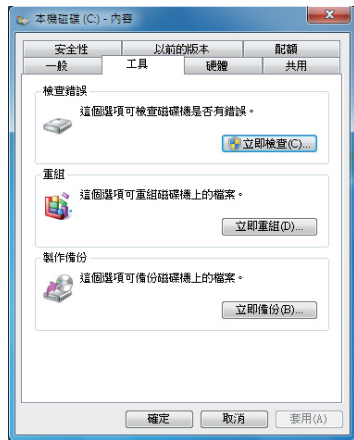 本機磁碟 (C:) - 內容
安全性 以前的版本 配額
一般 工具 硬體 共用
檢查錯誤
這個選項可檢查磁碟機是否有錯誤。
立即檢查(C)...
重組
這個選項可重組磁碟機上的檔案。
立即重組(D)...
製作備份
這個選項可備份磁碟機上的檔案。
立即備份(B)...
確定 取消 套用(A)